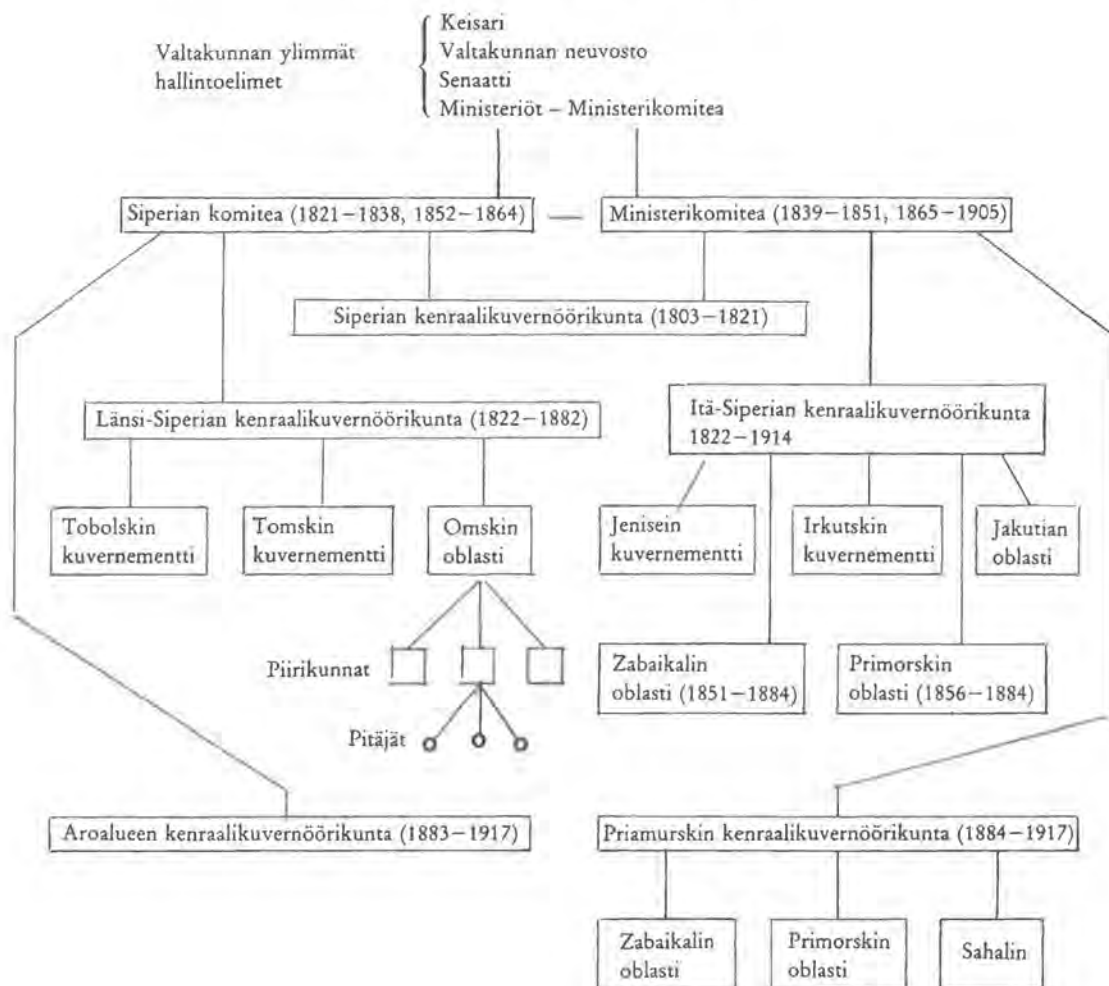 Valtakunnan ylimmät
hallintoelimet
Keisari
Valtakunnan neuvosto
Senaatti
Ministeriöt – Ministerikomitea
Siperian komitea (1821–1838, 1852–1864) — Ministerikomitea (1839–1851, 1865–1905)
Siperian kenraalikuvernöörikunta (1803–1821)
Länsi-Siperian kenraalikuvernöörikunta (1822–1882)
Itä-Siperian kenraalikuvernöörikunta
1822–1914
Tobolskin
kuvernementti
Tomskin
kuvernementti
Omskin
oblasti
Jenisein
kuvernementti
Irkutskin
kuvernementti
Jakutian
oblasti
Piirikunnat
Pitäjät
Zabaikalin
oblasti (1851–1884)
Primorskin
oblasti (1856–1884)
Aroalueen kenraalikuvernöörikunta (1883–1917)
Priamurskin kenraalikuvernöörikunta (1884–1917)
Zabaikalin
oblasti
Primorskin
oblasti
Sahalin